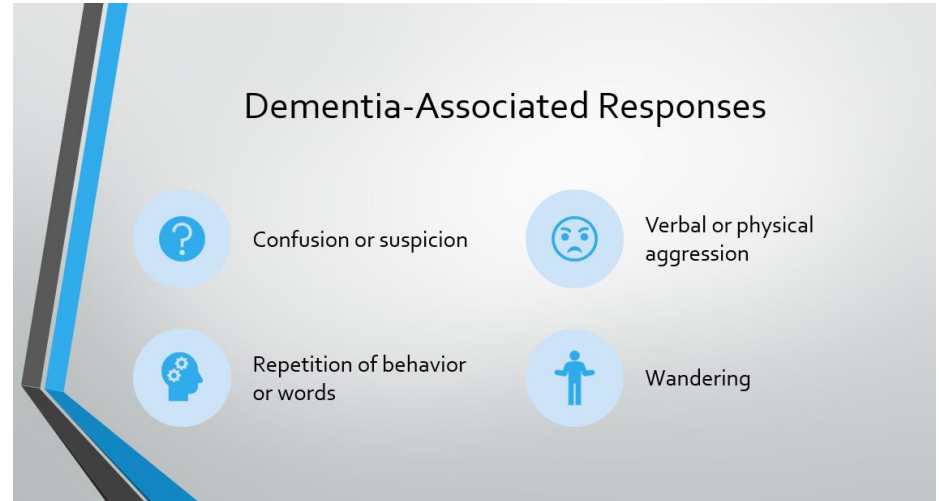 Dementia-Associated Responses
Confusion or suspicion
Verbal or physical
aggression
Repetition of behavior
or words
Wandering